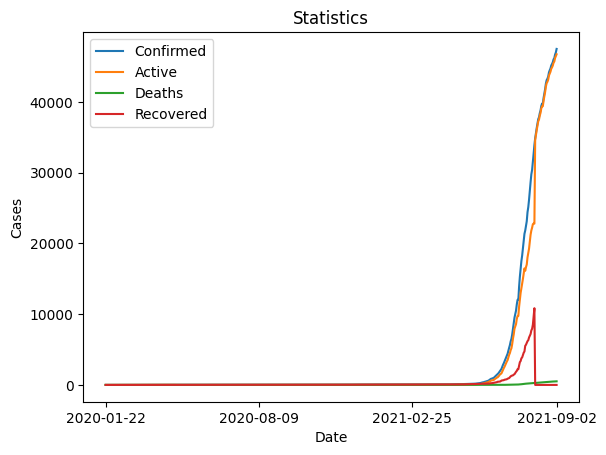 Statistics
Confirmed
Active
Deaths
Recovered
Cases
40000
30000
20000
10000
0
2020-01-22 2020-08-09 2021-02-25 2021-09-02
Date